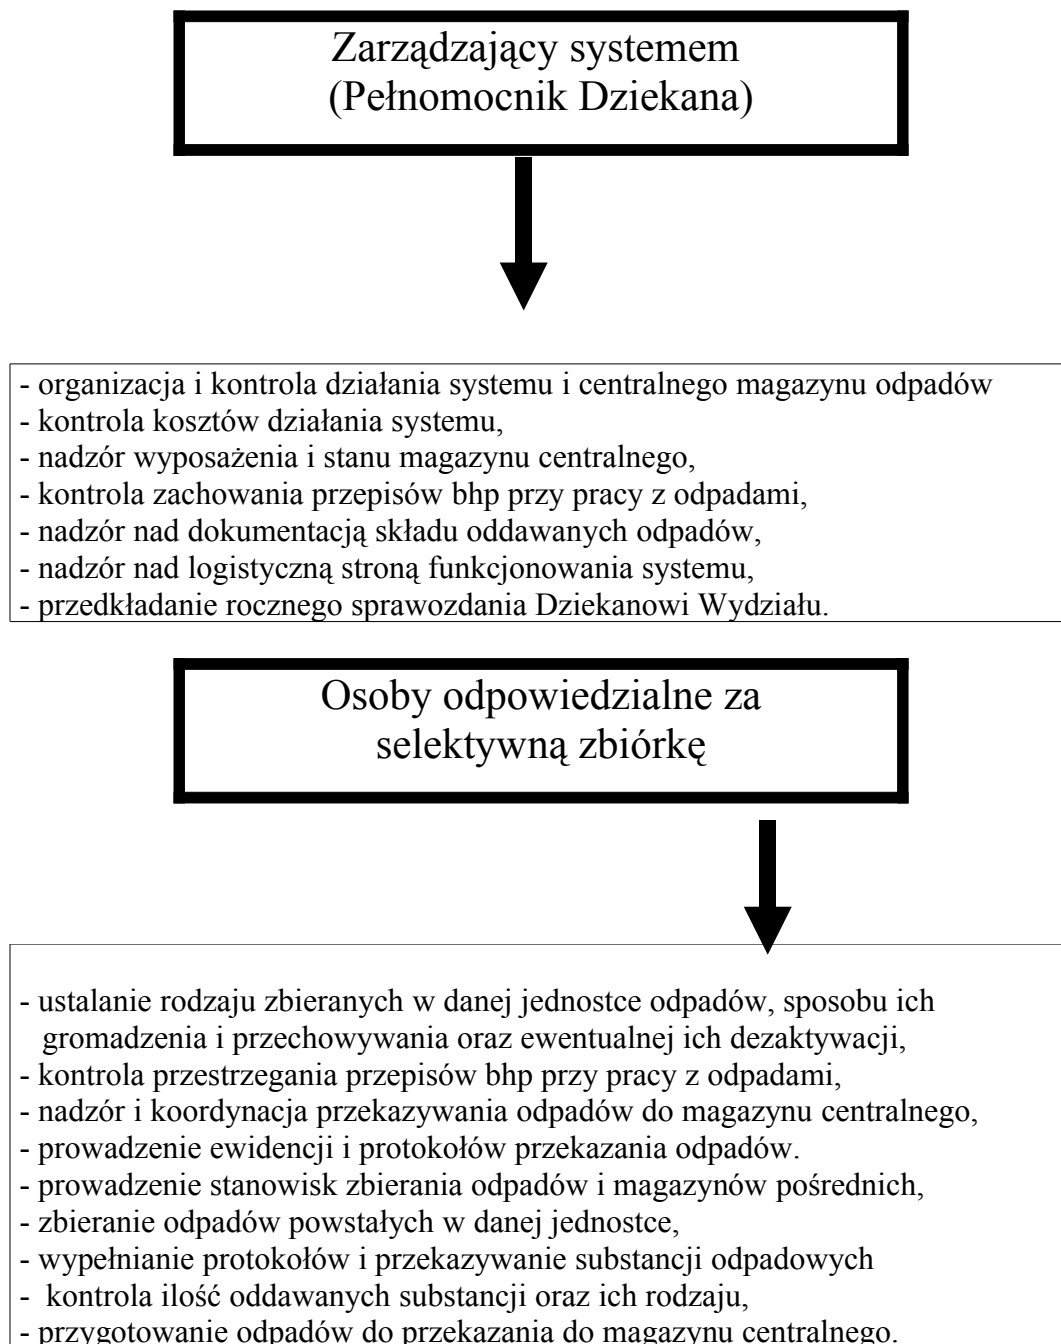 Zarządzający systemem
(Pełnomocnik Dziekana)
- organizacja i kontrola działania systemu i centralnego magazynu odpadów
- kontrola kosztów działania systemu,
- nadzór wyposażenia i stanu magazynu centralnego,
- kontrola zachowania przepisów bhp przy pracy z odpadami,
- nadzór nad dokumentacją składu oddawanych odpadów,
- nadzór nad logistyczną stroną funkcjonowania systemu,
- przedkładanie rocznego sprawozdania Dziekanowi Wydziału.
Osoby odpowiedzialne za
selektywną zbiórkę
- ustalanie rodzaju zbieranych w danej jednostce odpadów, sposobu ich
gromadzenia i przechowywania oraz ewentualnej ich dezaktywacji,
- kontrola przestrzegania przepisów bhp przy pracy z odpadami,
- nadzór i koordynacja przekazywania odpadów do magazynu centralnego,
- prowadzenie ewidencji i protokołów przekazania odpadów.
- prowadzenie stanowisk zbierania odpadów i magazynów pośrednich,
- zbieranie odpadów powstałych w danej jednostce,
- wypełnianie protokołów i przekazywanie substancji odpadowych
- kontrola ilość oddawanych substancji oraz ich rodzaju,
- przygotowanie odpadów do przekazania do magazynu centralnego.